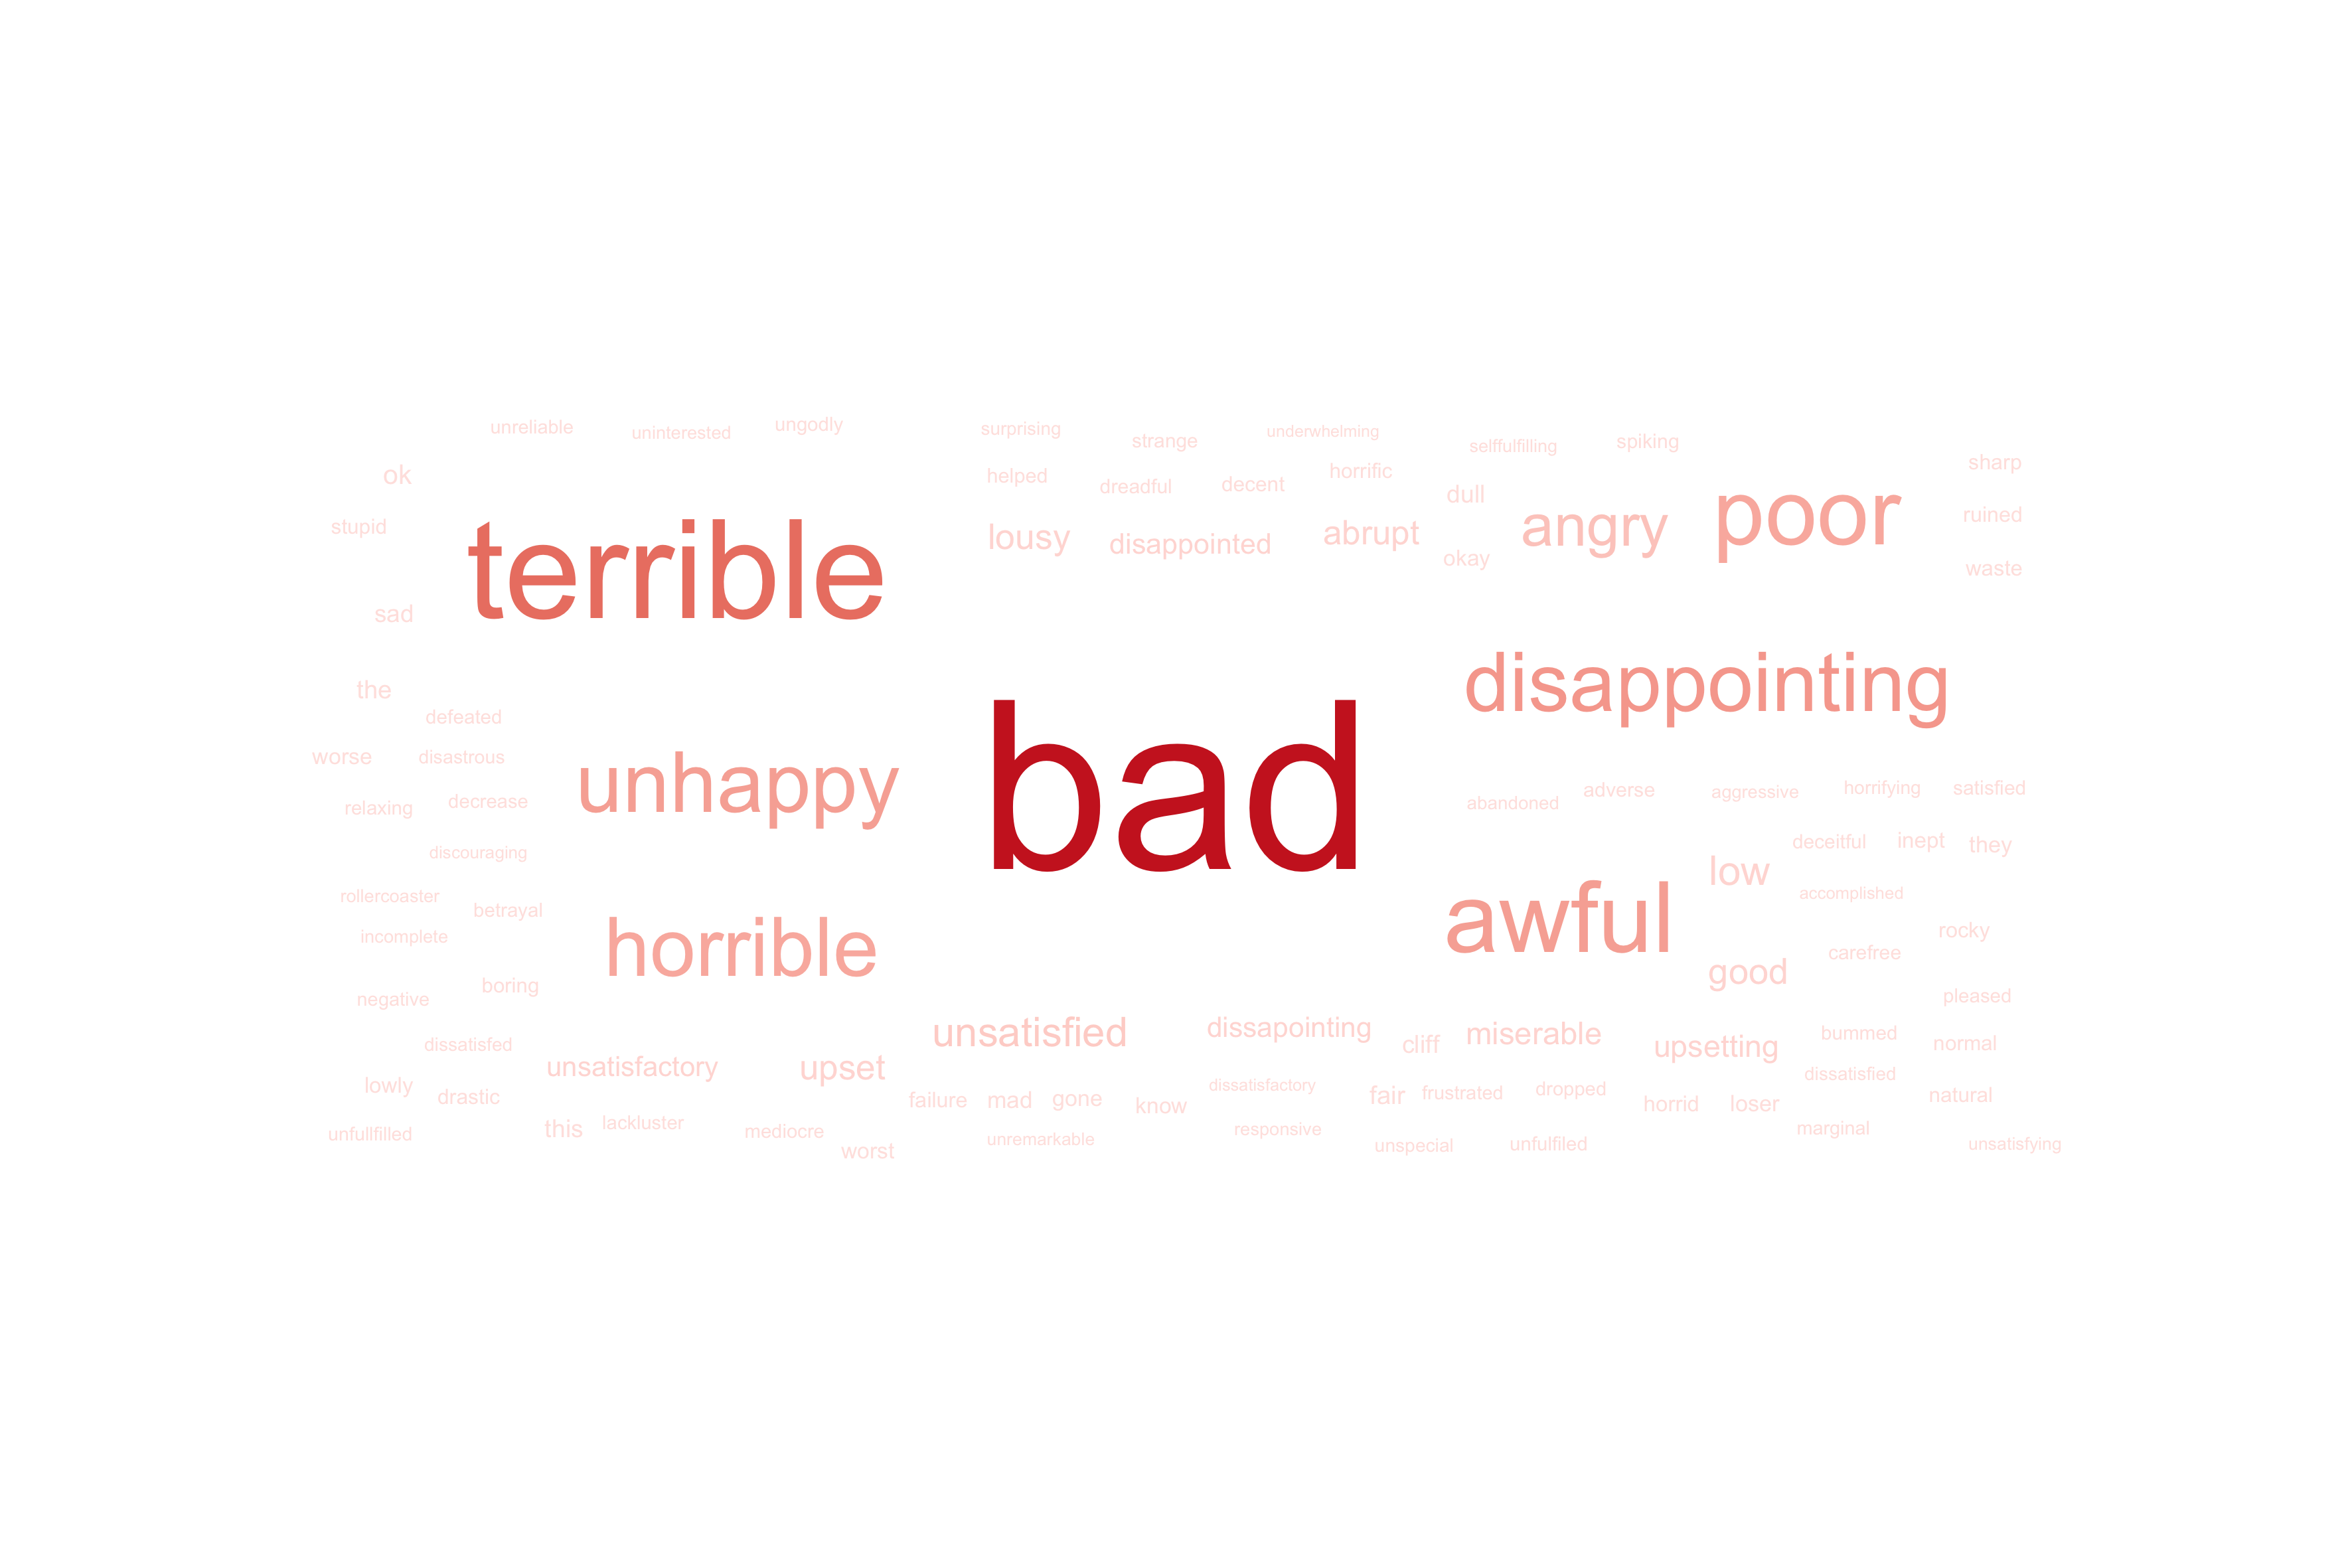 unreliable
uninterested
ungodly
surprising
strange
underwhelming
selffulfilling
spiking
sharp
ok
helped
dreadful
decent
horrific
dull
angry
poor
ruined
stupid
terrible
lousy
disappointed
abrupt
okay
waste
sad
the
disappointing
defeated
worse
disastrous
unhappy
bad
relaxing
decrease
abandoned
adverse
aggressive
horrifying
satisfied
discouraging
deceitful
inept
they
low
rollercoaster
betrayal
accomplished
incomplete
horrible
awful
rocky
carefree
good
boring
negative
pleased
dissatisfed
unsatisfied
dissapointing
cliff
miserable
upsetting
bummed
normal
unsatisfactory
upset
dissatisfied
lowly
drastic
failure
mad
gone
know
dissatisfactory
fair
frustrated
dropped
horrid
loser
natural
unfullfilled
this
lackluster
mediocre
worst
unremarkable
responsive
unspecial
unfulfiled
marginal
unsatisfying